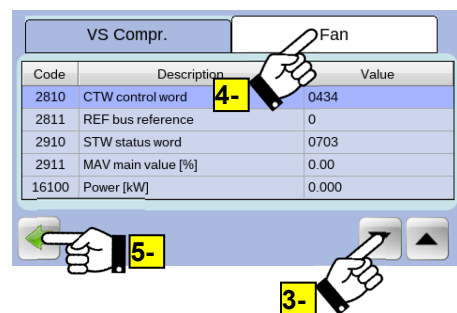 VS Compr. Fan
Code Description Value
2810 CTW control word 0434
2811 REF bus reference 0
2910 STW status word 0703
2911 MAV main value [%] 0.00
16100 Power [kW] 0.000
4-
5-
3-